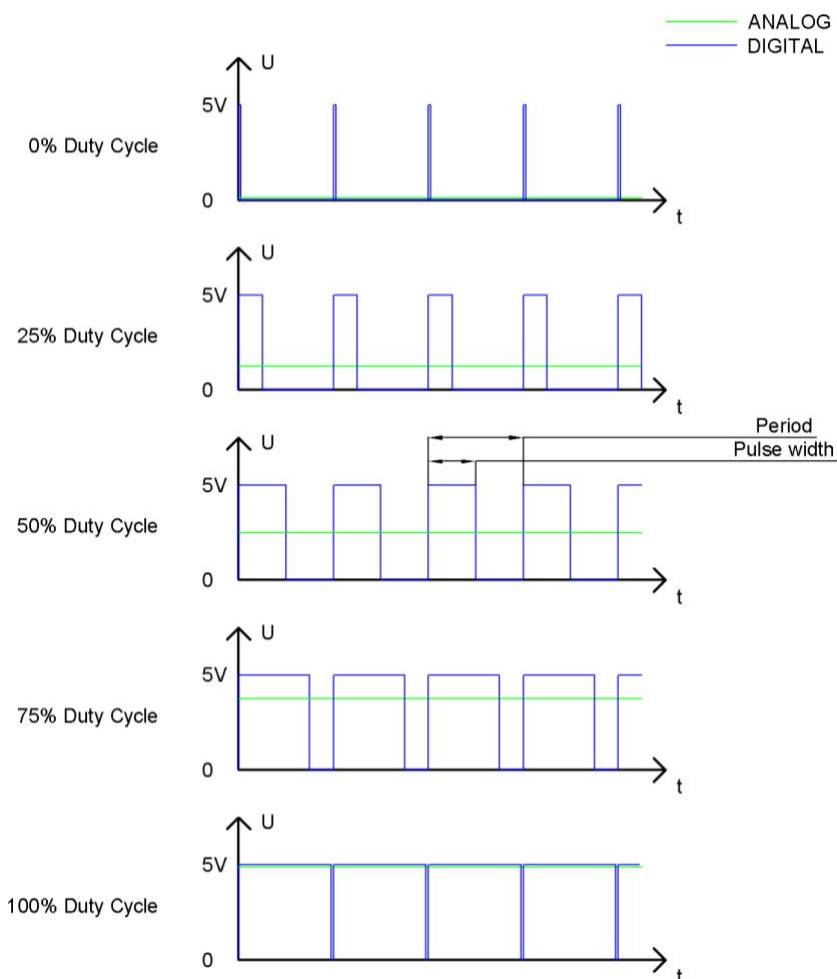 ANALOG
DIGITAL
U
5V
0% Duty Cycle
0
t
U
5V
25% Duty Cycle
0
t
Period
Pulse width
U
5V
50% Duty Cycle
0
t
U
5V
75% Duty Cycle
0
t
U
5V
100% Duty Cycle
0
t